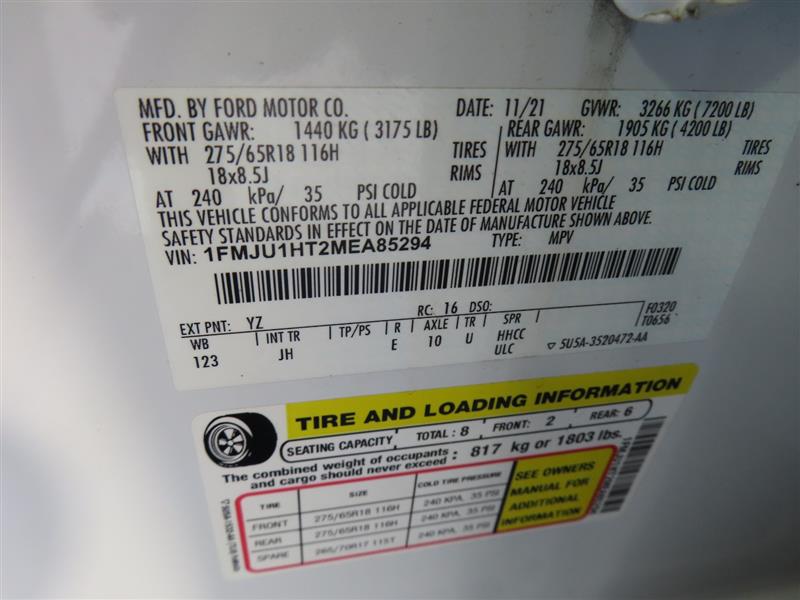 MFD. BY FORD MOTOR CO. DATE: 11/21 GVWR: 3266 KG ( 7200 LB)
FRONT GAWR: 1440 KG ( 3175 LB) REAR GAWR: 1905 KG ( 4200 LB)
WITH 275/65R18 116H TIRES WITH 275/65R18 116H TIRES
18x8.5J RIMS 18x8.5J RIMS
AT 240 kPa/ 35 PSI COLD AT 240 kPa/ 35 PSI COLD
THIS VEHICLE CONFORMS TO ALL APPLICABLE FEDERAL MOTOR VEHICLE
SAFETY STANDARDS IN EFFECT ON THE DATE OF MANUFACTURE SHOWN ABOVE.
VIN: 1FMJU1HT2MEA85294 TYPE: MPV
EXT PNT: YZ RC: 16 DSO: F0320
WB INT TR TP/PS R AXLE TR SPR T0656
123 JH E 10 U HHCC
ULC ▽ 5U5A-3520472-AA
TIRE AND LOADING INFORMATION
SEATING CAPACITY TOTAL : 8 FRONT: 2 REAR: 6
The combined weight of occupants : 817 kg or 1803 lbs.
and cargo should never exceed
TIRE SIZE COLD TIRE PRESSURE
FRONT 275/65R18 116H 240 KPA, 35 PSI
REAR 275/65R18 116H 240 KPA, 35 PSI
SPARE 265/70R17 115T 240 KPA, 35 PSI
SEE OWNERS
MANUAL FOR
ADDITIONAL
INFORMATION